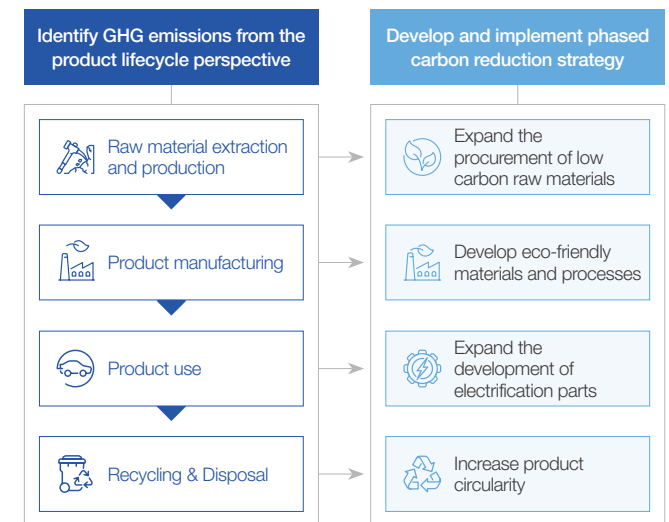 Identify GHG emissions from the
product lifecycle perspective
Develop and implement phased
carbon reduction strategy
Raw material extraction
and production
Expand the
procurement of low
carbon raw materials
Product manufacturing
Develop eco-friendly
materials and processes
Product use
Expand the
development of
electrification parts
Recycling & Disposal
Increase product
circularity